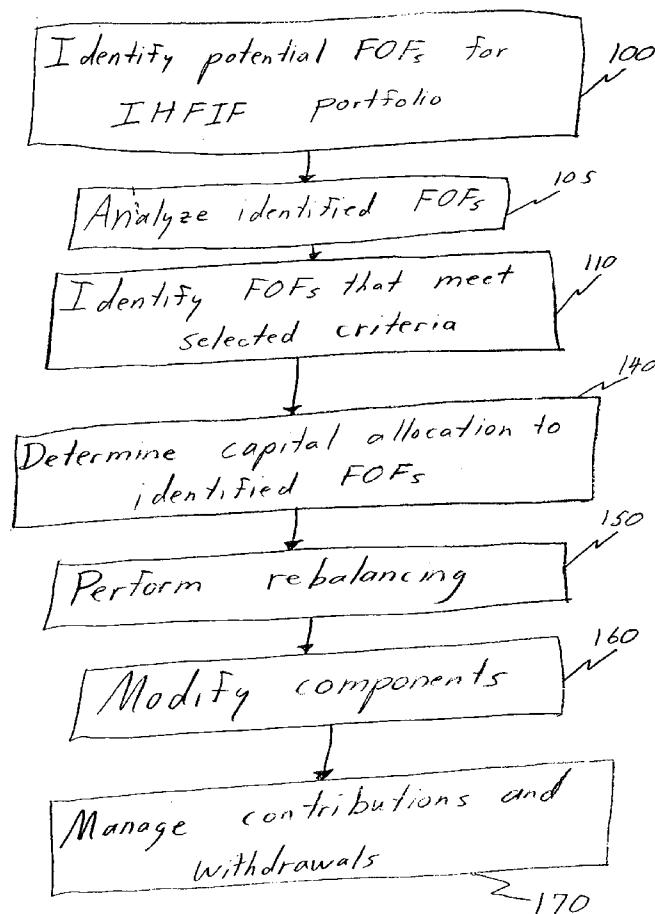 Identify potential FOFs for
IHFIF portfolio
100
Analyze identified FOFs
105
Identify FOFs that meet
selected criteria
110
140
Determine capital allocation to
identified FOFs
150
Perform rebalancing
160
Modify components
Manage contributions and
withdrawals
170